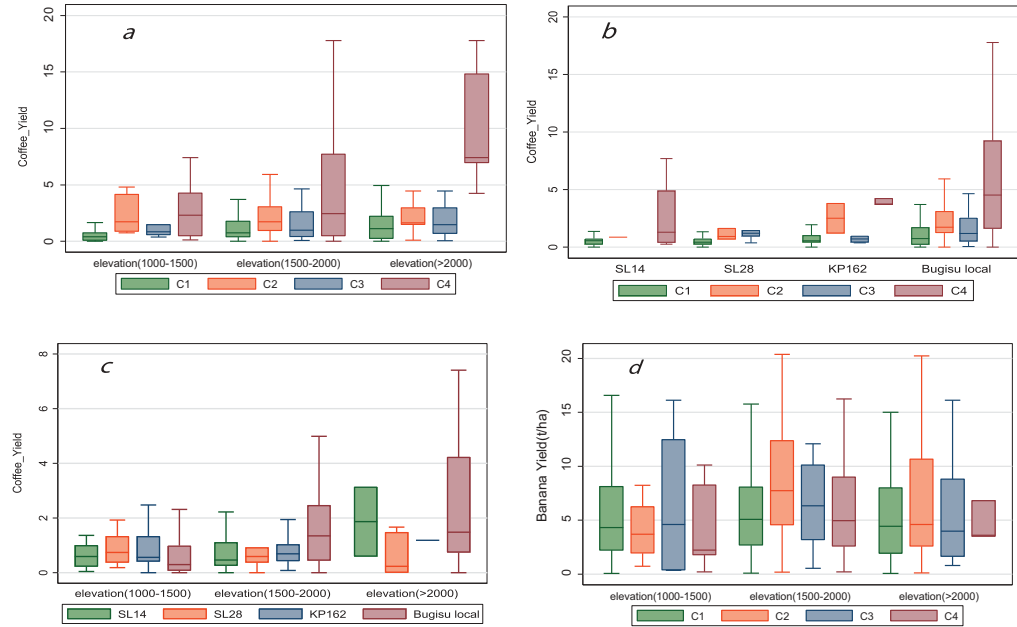 a
20
15
10
5
0
Coffee_Yield
elevation(1000-1500) elevation(1500-2000) elevation(>2000)
C1 C2 C3 C4
b
20
15
10
5
0
Coffee_Yield
SL14 SL28 KP162 Bugisu local
C1 C2 C3 C4
c
8
6
4
2
0
Coffee_Yield
elevation(1000-1500) elevation(1500-2000) elevation(>2000)
SL14 SL28 KP162 Bugisu local
d
20
15
10
5
0
Banana Yield(t/ha)
elevation(1000-1500) elevation(1500-2000) elevation(>2000)
C1 C2 C3 C4